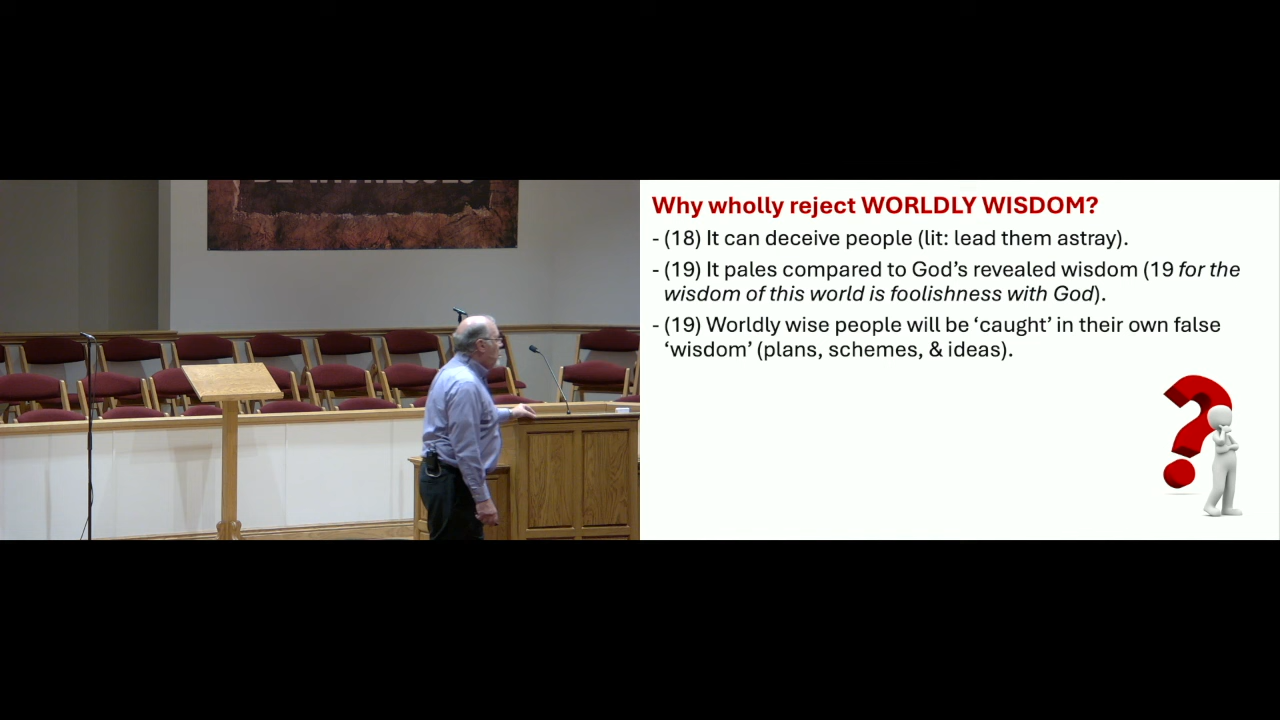 Why wholly reject WORLDLY WISDOM?
- (18) It can deceive people (lit: lead them astray).
- (19) It pales compared to God’s revealed wisdom (19 for the
wisdom of this world is foolishness with God).
- (19) Worldly wise people will be ‘caught’ in their own false
‘wisdom’ (plans, schemes, & ideas).